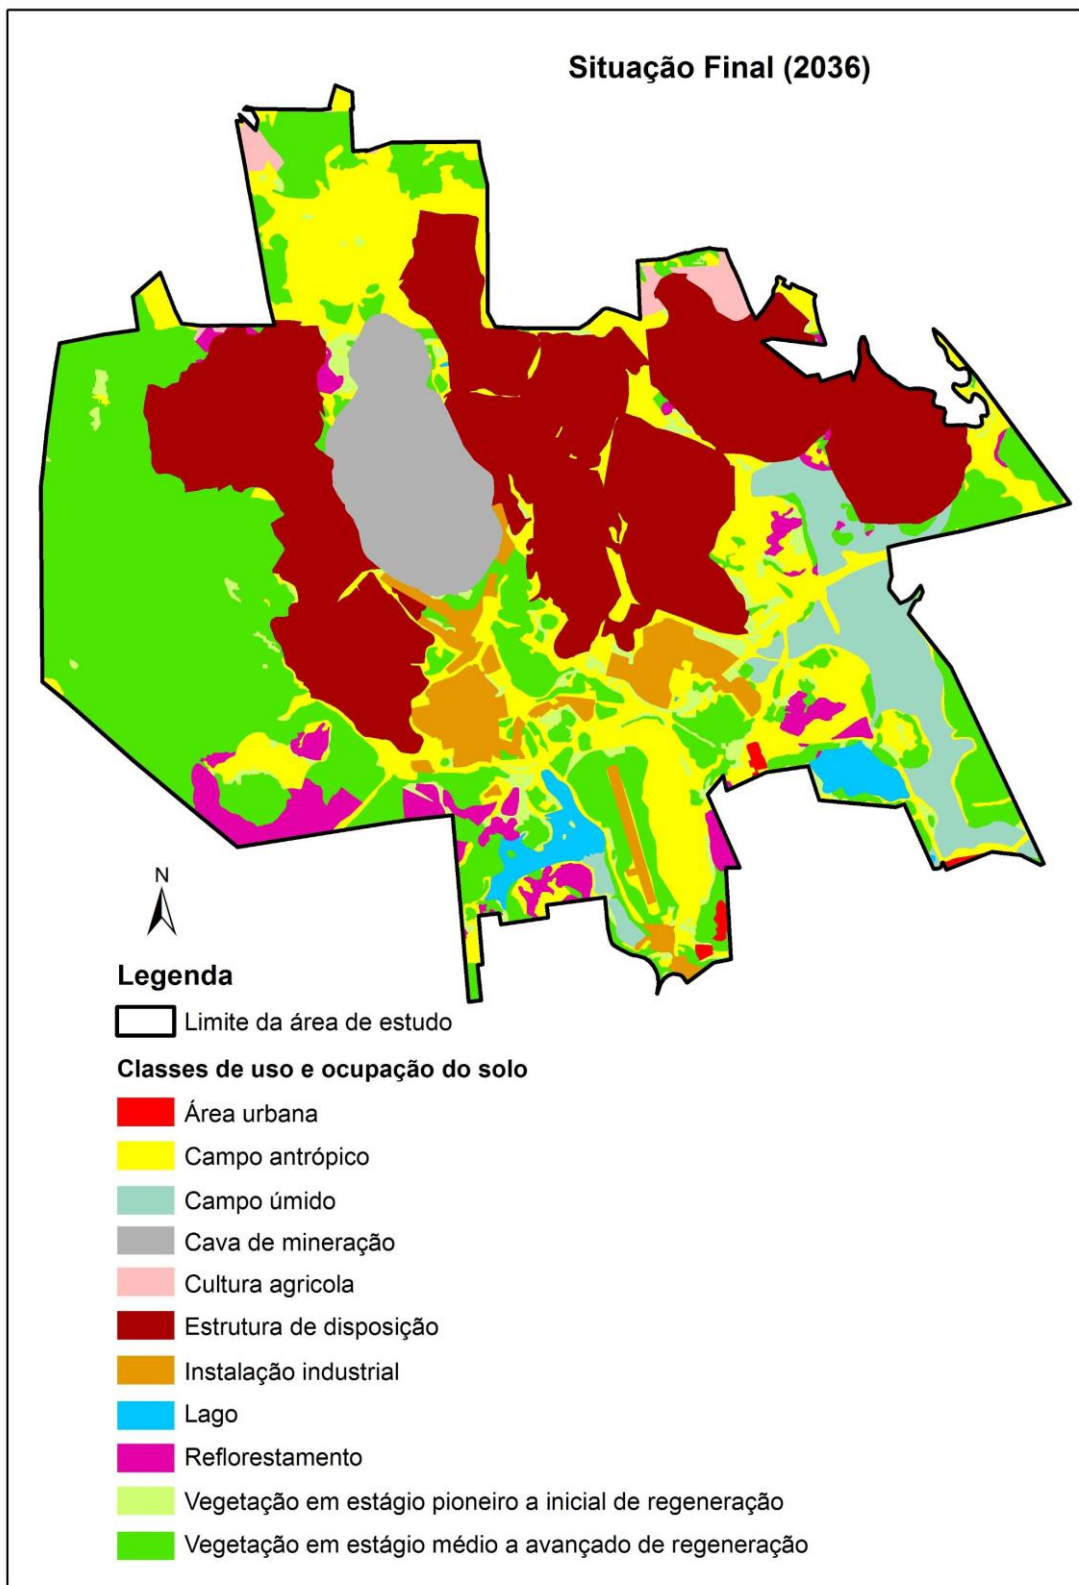 Situação Final (2036)
N
Legenda
Limite da área de estudo
Classes de uso e ocupação do solo
Área urbana
Campo antrópico
Campo úmido
Cava de mineração
Cultura agricola
Estrutura de disposição
Instalação industrial
Lago
Reflorestamento
Vegetação em estágio pioneiro a inicial de regeneração
Vegetação em estágio médio a avançado de regeneração